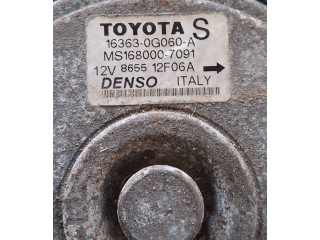 TOYOTA S
16363-0G060-A
MS168000-7091
12V 8655 12F06A
DENSO ITALY